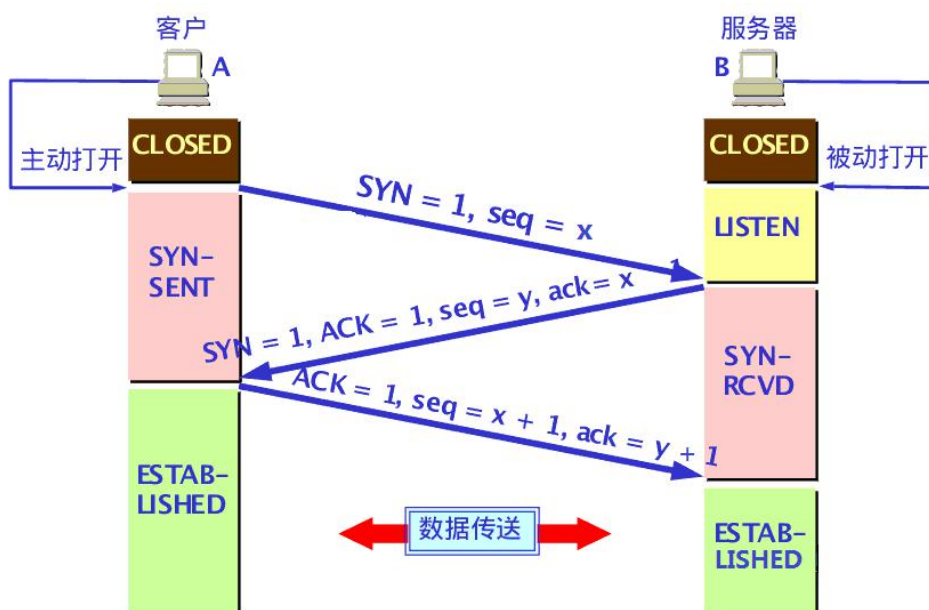 客户
服务器
A
B
CLOSED
CLOSED
主动打开
被动打开
SYN = 1, seq = x
LISTEN
SYN–
SENT
SYN = 1, ACK = 1, seq = y, ack= x 1
SYN–
RCVD
ACK = 1, seq = x + 1, ack = y + 1
ESTAB–
LISHED
数据传送
ESTAB–
LISHED